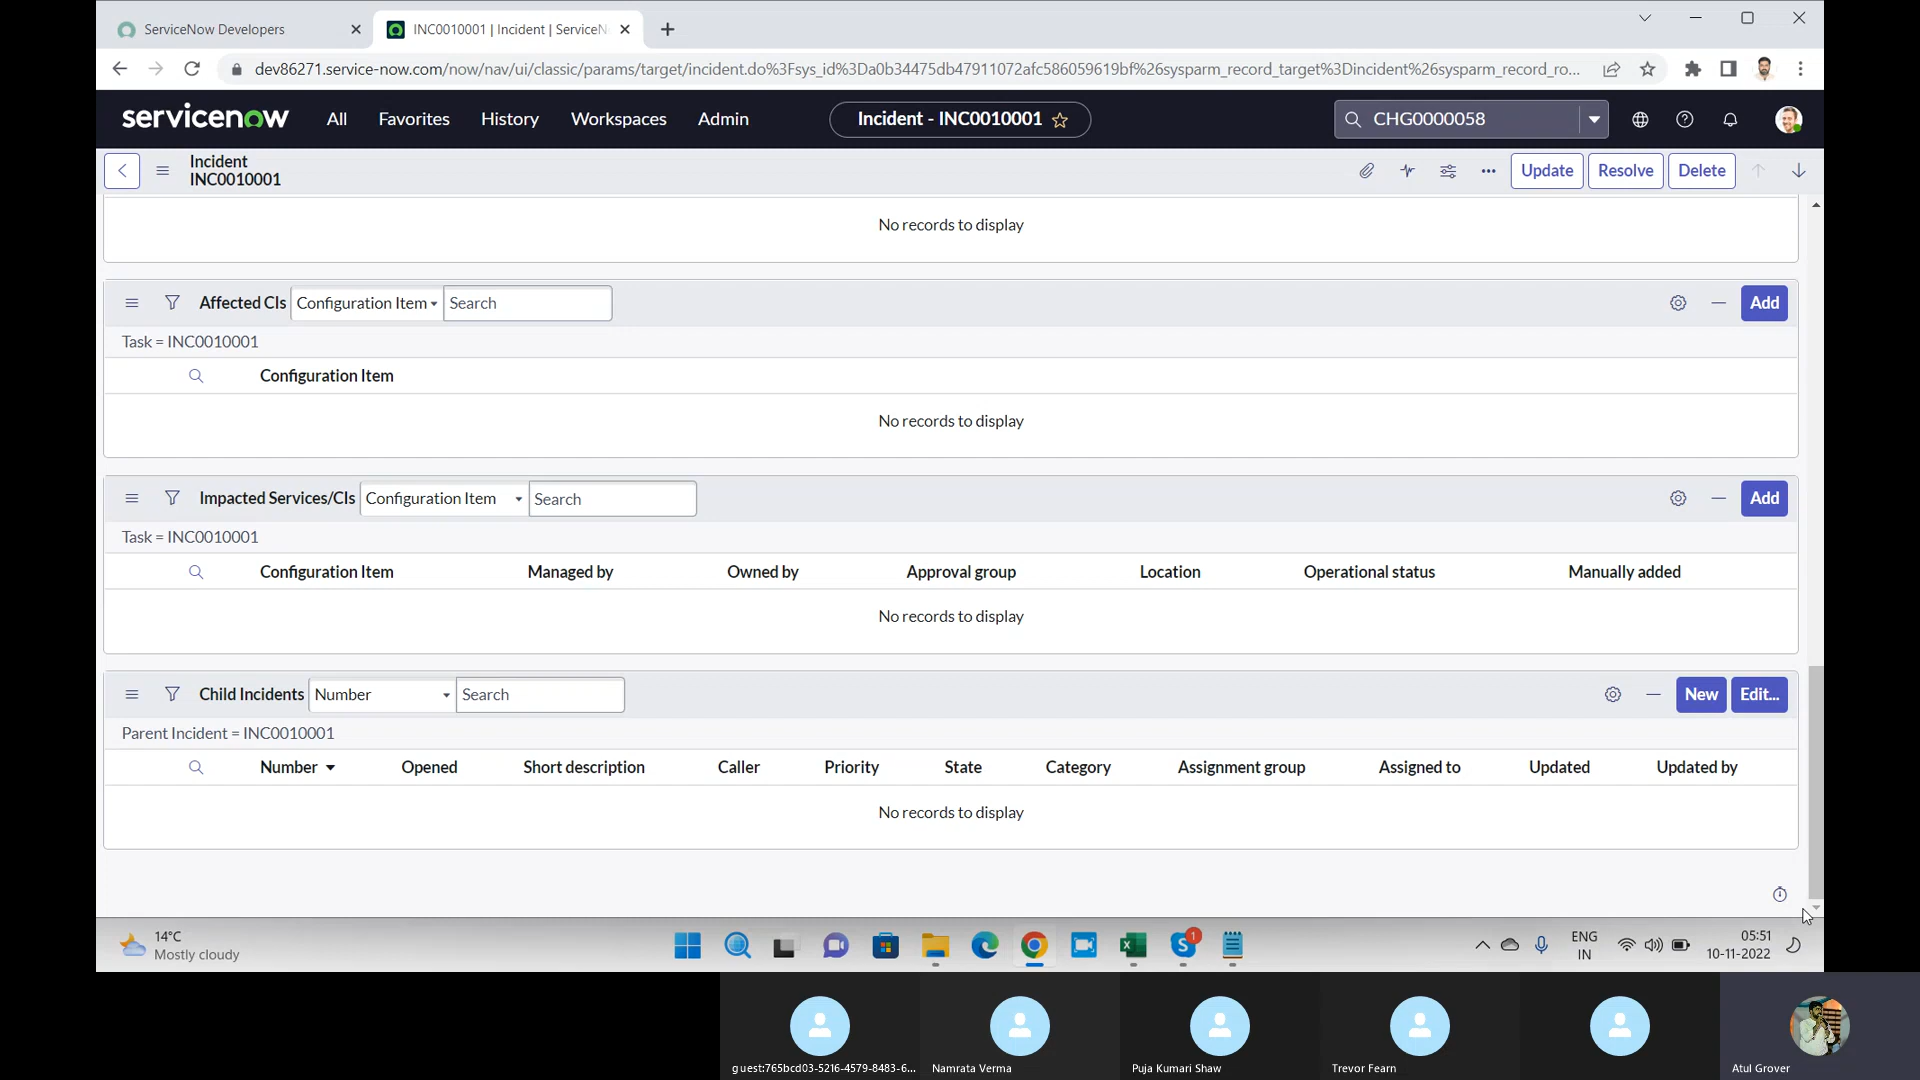 ServiceNow Developers
INC0010001 | Incident | ServiceN
dev86271.service-now.com/now/nav/ui/classic/params/target/incident.do%3Fsys_id%3Da0b34475db47911072afc586059619bf%26sysparm_record_target%3Dincident%26sysparm_record_ro...
servicenow All Favorites History Workspaces Admin Incident - INC0010001 CHG0000058
Incident
INC0010001
Update Resolve Delete
No records to display
Affected CIs Configuration Item Search Add
Task = INC0010001
Configuration Item
No records to display
Impacted Services/CIs Configuration Item Search Add
Task = INC0010001
Configuration Item Managed by Owned by Approval group Location Operational status Manually added
No records to display
Child Incidents Number Search New Edit...
Parent Incident = INC0010001
Number Opened Short description Caller Priority State Category Assignment group Assigned to Updated Updated by
No records to display
14°C
Mostly cloudy
1
ENG
IN
05:51
10-11-2022
guest:765bcd03-5216-4579-8483-6... Namrata Verma Puja Kumari Shaw Trevor Fearn Atul Grover